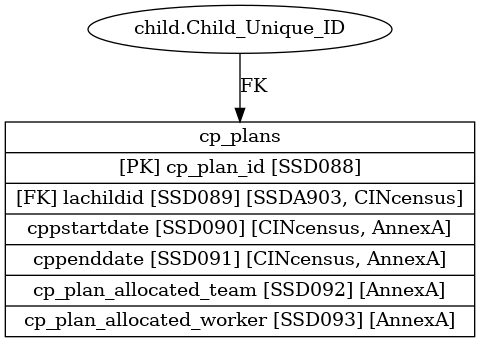 child.Child_Unique_ID
FK
cp_plans
[PK] cp_plan_id [SSD088]
[FK] lachildid [SSD089] [SSDA903, CINcensus]
cppstartdate [SSD090] [CINcensus, AnnexA]
cppenddate [SSD091] [CINcensus, AnnexA]
cp_plan_allocated_team [SSD092] [AnnexA]
cp_plan_allocated_worker [SSD093] [AnnexA]